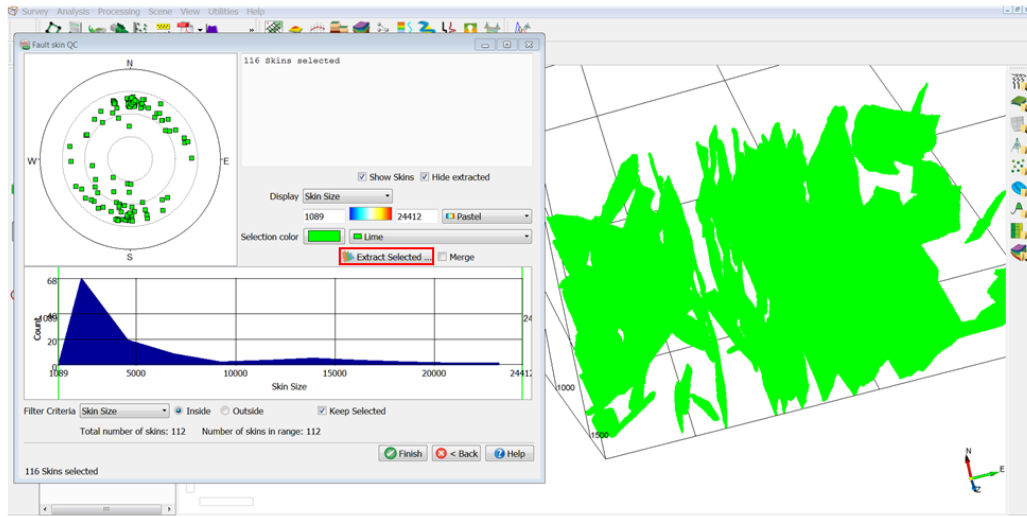 Survey Analysis Processing Scene View Utilities Help
Fault skin QC
N
W
E
S
116 Skins selected
Show Skins
Hide extracted
Display
Skin Size
1089
24412
Pastel
Selection color
Lime
Extract Selected ...
Merge
68
40
1089
20
0
Count
24
1089
5000
10000
15000
20000
24412
Skin Size
Filter Criteria
Skin Size
Inside
Outside
Keep Selected
Total number of skins: 112
Number of skins in range: 112
Finish
< Back
Help
116 Skins selected
1000
1500
N
E
Z